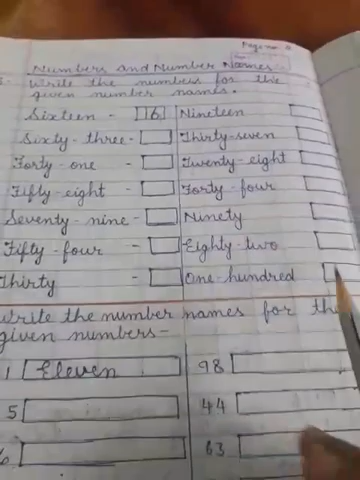 Page no
Numbers and Number Names
Write the numbers for the
given number names.
Sixteen - 16 Nineteen
Sixty-three - Thirty-seven
Forty-one - Twenty-eight
Fifty-eight - Forty-four
Seventy-nine - Ninety
Fifty-four - Eighty-two
Thirty - One-hundred
Write the number names for the
given numbers-
1 Eleven 98
5 44
63